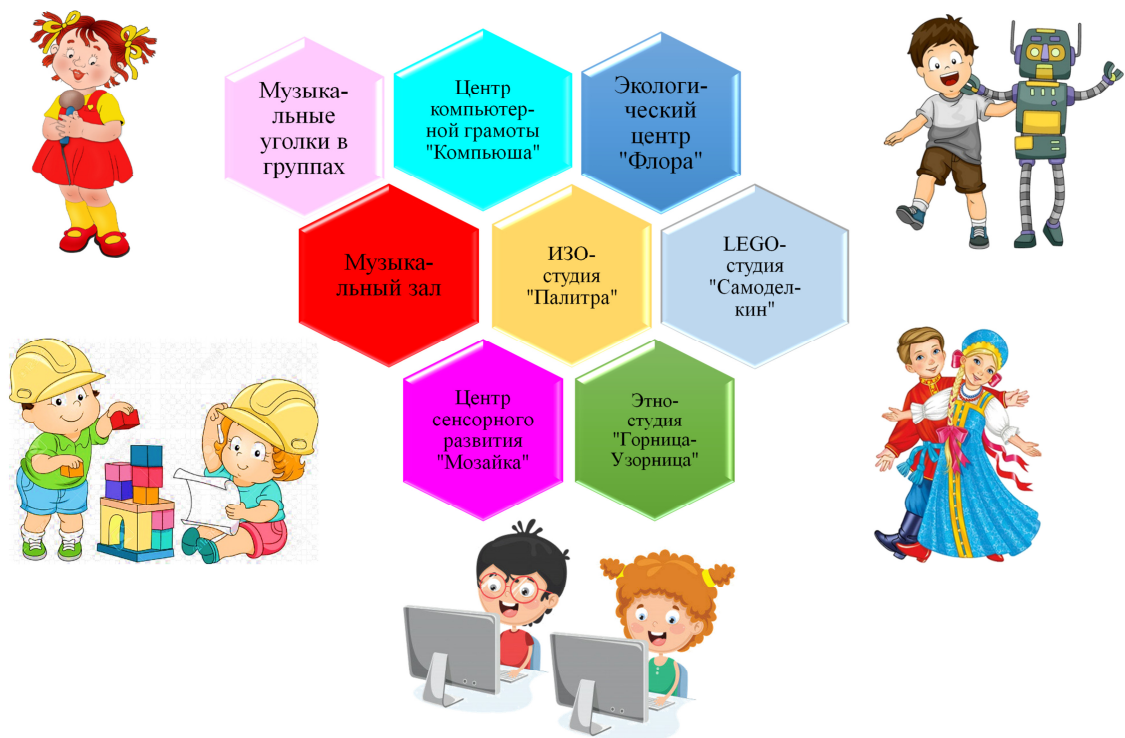 Музыка-
льные
уголки в
группах
Центр
компьютер-
ной грамоты
"Компьюша"
Экологи-
ческий
центр
"Флора"
Музыка-
льный зал
ИЗО-
студия
"Палитра"
LEGO-
студия
"Самодел-
кин"
Центр
сенсорного
развития
"Мозайка"
Этно-
студия
"Горница-
Узорница"